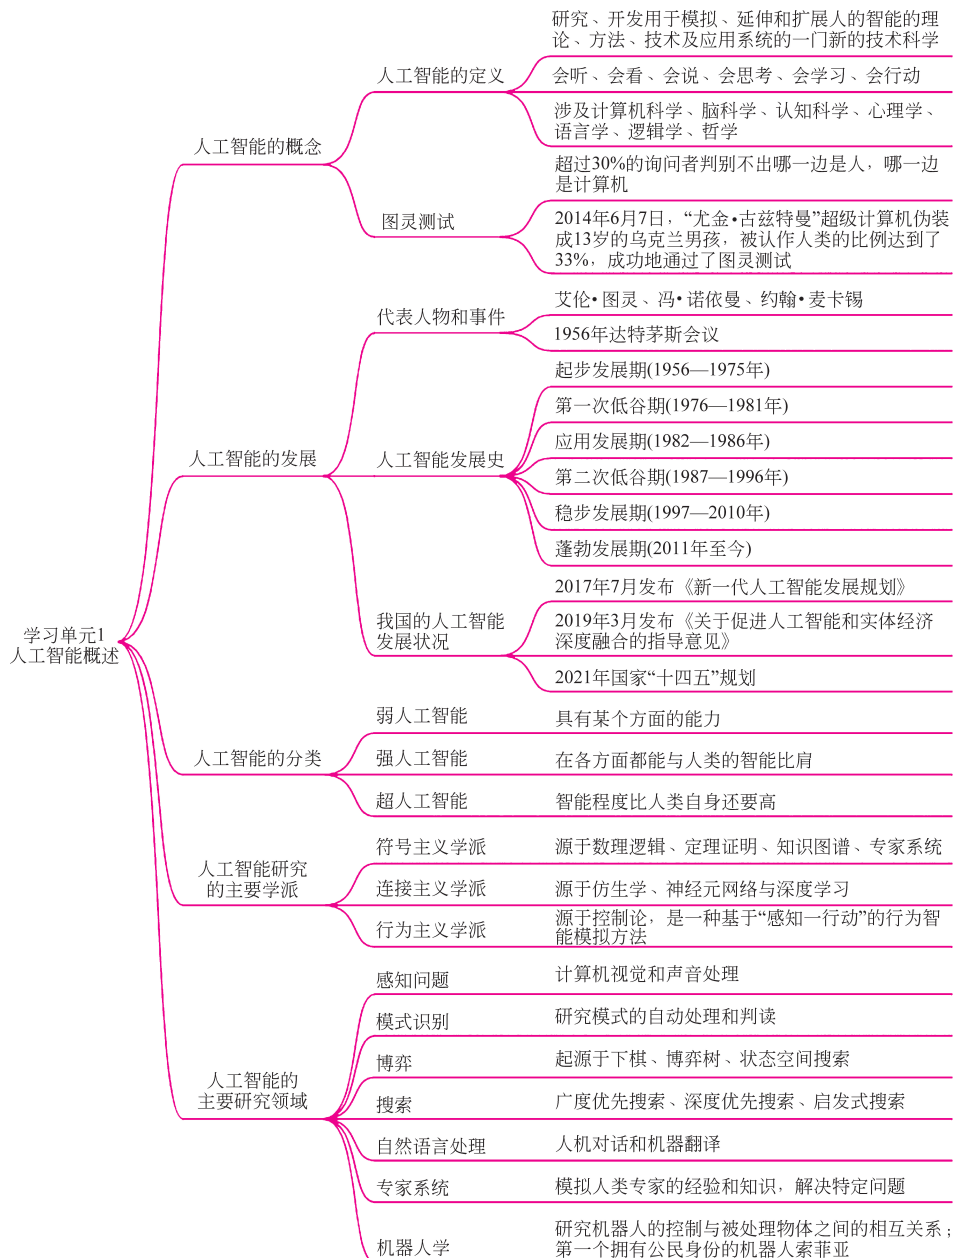 学习单元1
人工智能概述
人工智能的概念
人工智能的定义
研究、开发用于模拟、延伸和扩展人的智能的理
论、方法、技术及应用系统的一门新的技术科学
会听、会看、会说、会思考、会学习、会行动
涉及计算机科学、脑科学、认知科学、心理学、
语言学、逻辑学、哲学
图灵测试
超过30%的询问者判别不出哪一边是人，哪一边
是计算机
2014年6月7日，“尤金•古兹特曼”超级计算机伪装
成13岁的乌克兰男孩，被认作人类的比例达到了
33%，成功地通过了图灵测试
人工智能的发展
代表人物和事件
艾伦•图灵、冯•诺依曼、约翰•麦卡锡
1956年达特茅斯会议
人工智能发展史
起步发展期(1956—1975年)
第一次低谷期(1976—1981年)
应用发展期(1982—1986年)
第二次低谷期(1987—1996年)
稳步发展期(1997—2010年)
蓬勃发展期(2011年至今)
我国的人工智能
发展状况
2017年7月发布《新一代人工智能发展规划》
2019年3月发布《关于促进人工智能和实体经济
深度融合的指导意见》
2021年国家“十四五”规划
人工智能的分类
弱人工智能
具有某个方面的能力
强人工智能
在各方面都能与人类的智能比肩
超人工智能
智能程度比人类自身还要高
人工智能研究
的主要学派
符号主义学派
源于数理逻辑、定理证明、知识图谱、专家系统
连接主义学派
源于仿生学、神经元网络与深度学习
行为主义学派
源于控制论，是一种基于“感知一行动”的行为智
能模拟方法
人工智能的
主要研究领域
感知问题
计算机视觉和声音处理
模式识别
研究模式的自动处理和判读
博弈
起源于下棋、博弈树、状态空间搜索
搜索
广度优先搜索、深度优先搜索、启发式搜索
自然语言处理
人机对话和机器翻译
专家系统
模拟人类专家的经验和知识，解决特定问题
机器人学
研究机器人的控制与被处理物体之间的相互关系；
第一个拥有公民身份的机器人索菲亚